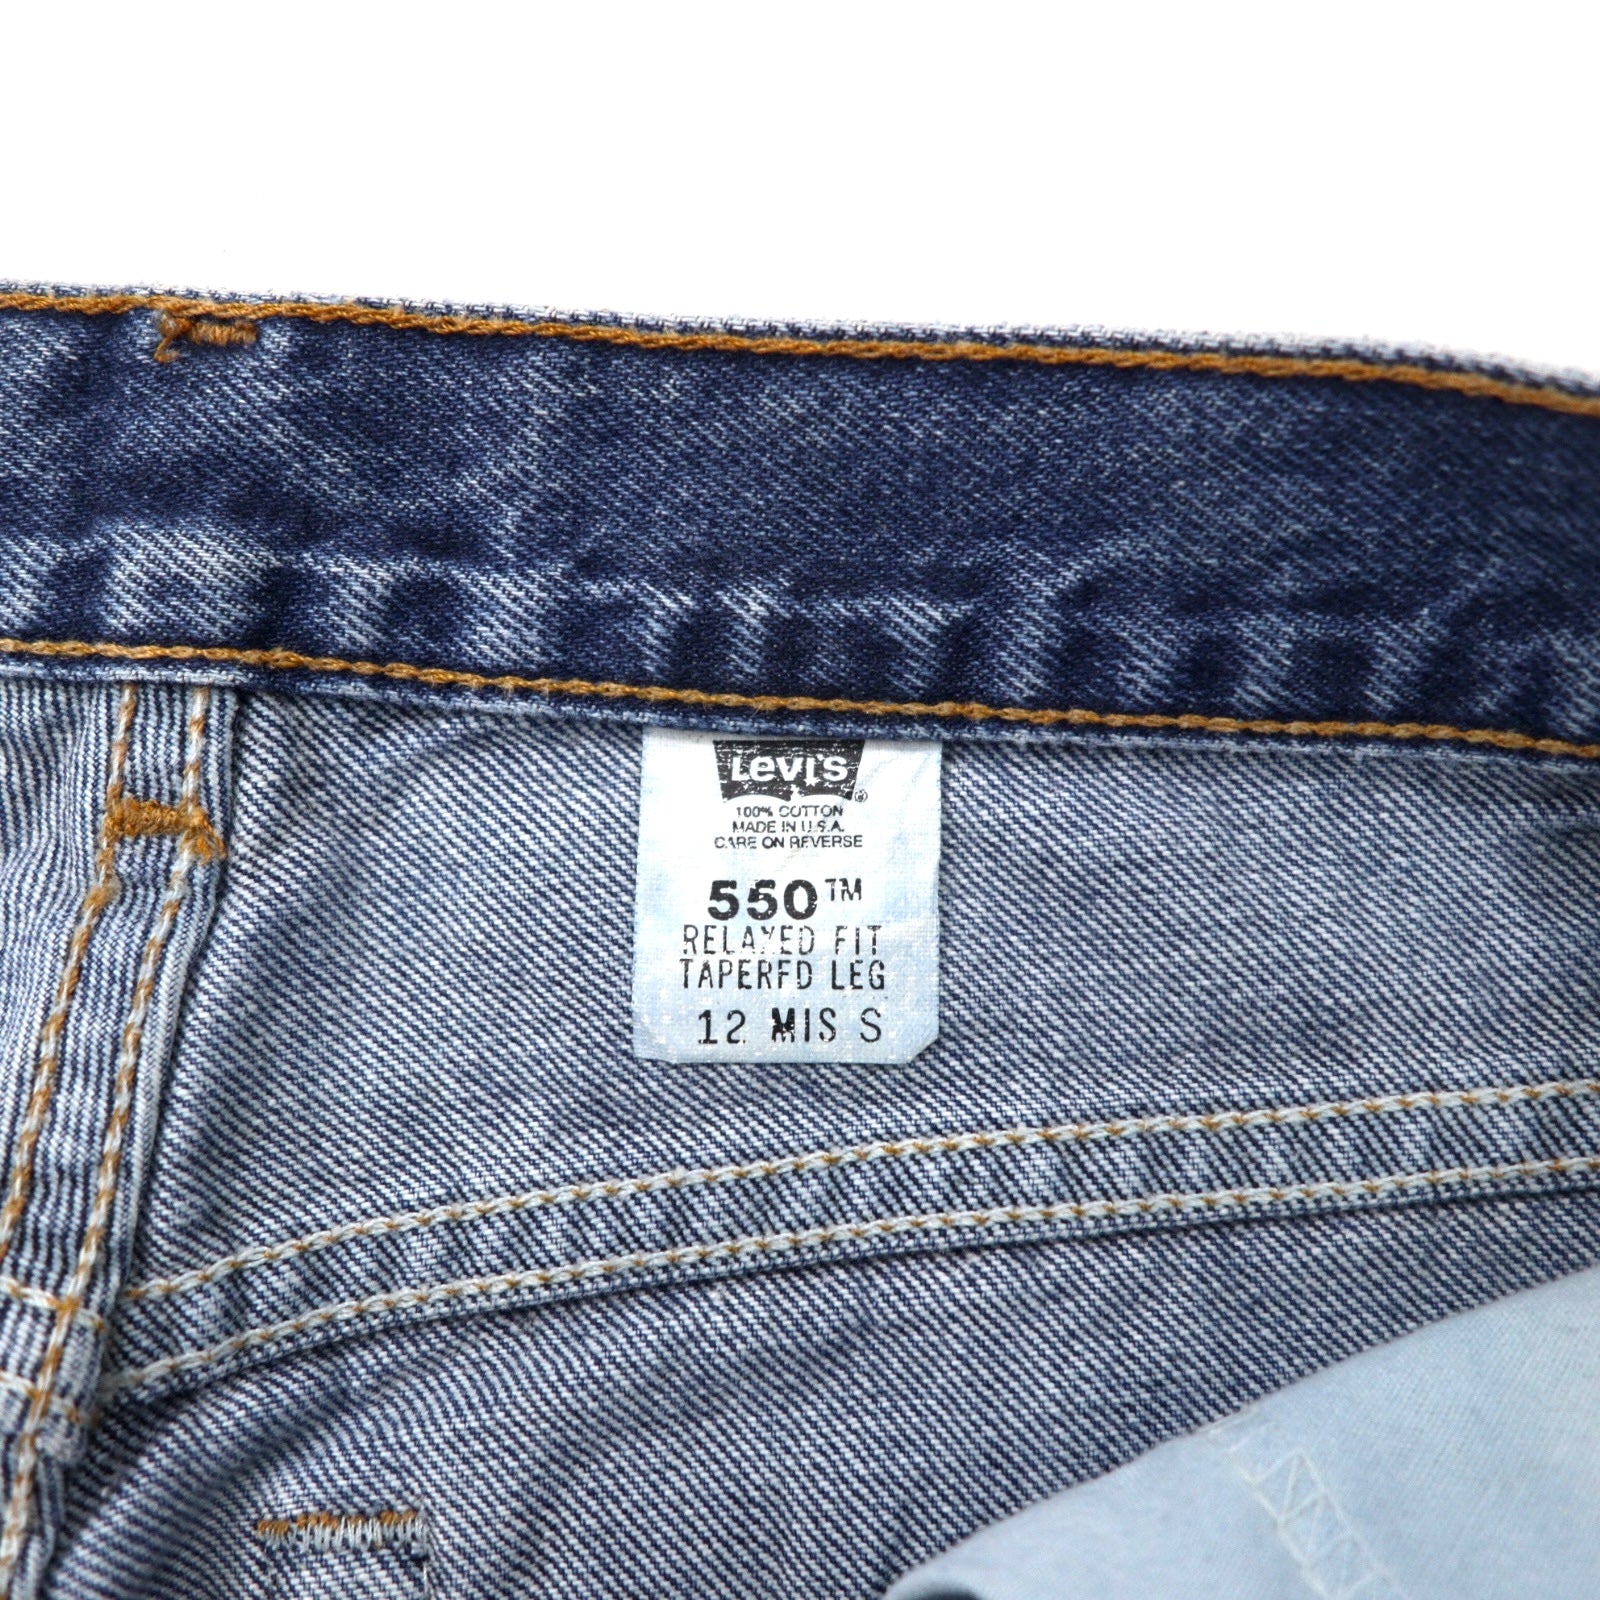 Levi's ®
100% COTTON
MADE IN U.S.A.
CARE ON REVERSE
550™
RELAXED FIT
TAPERED LEG
12 MIS S